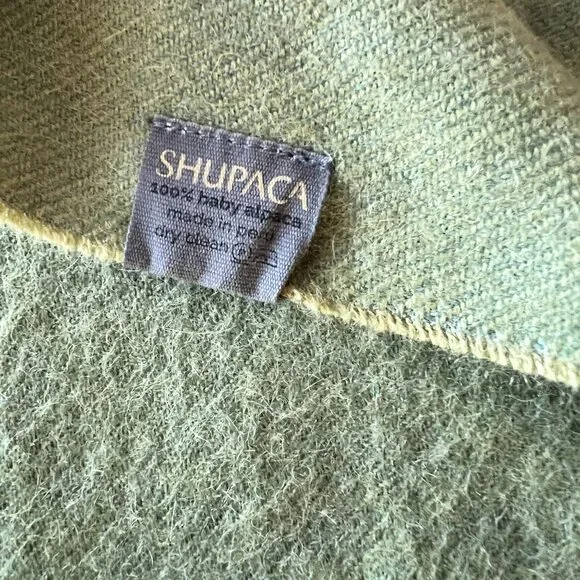 SHUPACA
100% baby alpaca
made in peru
dry clean